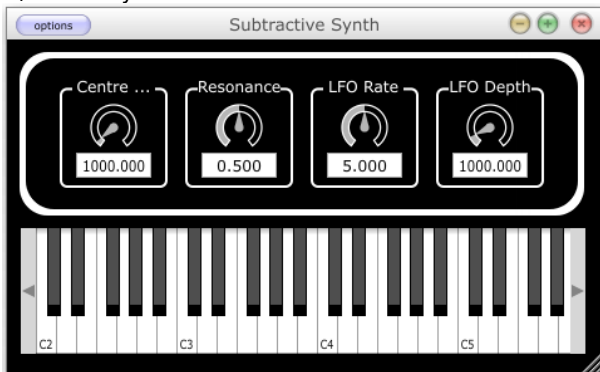 options
Subtractive Synth
Centre ...
Resonance
LFO Rate
LFO Depth
1000.000
0.500
5.000
1000.000
C2
C3
C4
C5